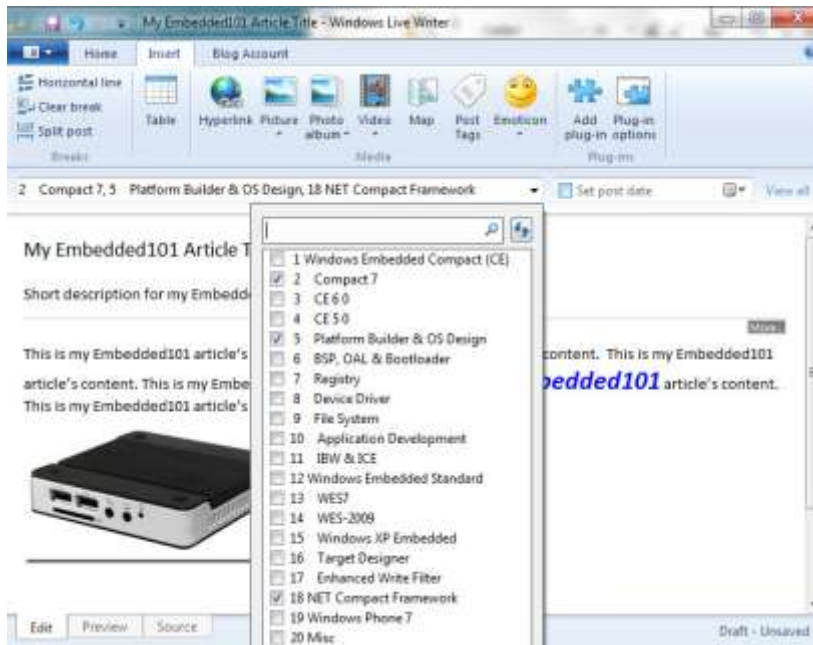 My Embedded101 Article Title - Windows Live Writer
Home Insert Blog Account
Horizontal line
Clear break
Split post
Breaks
Table
Hyperlink Picture Photo album Video Map Post Tags Emoticon
Media
Add plug-in Plug-in options
Plug-ins
2 Compact 7, 5 Platform Builder & OS Design, 18 NET Compact Framework
Set post date
View all
1 Windows Embedded Compact (CE)
2 Compact 7
3 CE 6.0
4 CE 5.0
5 Platform Builder & OS Design
6 BSP, OAL & Bootloader
7 Registry
8 Device Driver
9 File System
10 Application Development
11 IBW & ICE
12 Windows Embedded Standard
13 WES7
14 WES-2009
15 Windows XP Embedded
16 Target Designer
17 Enhanced Write Filter
18 NET Compact Framework
19 Windows Phone 7
20 Misc
My Embedded101 Article T
Short description for my Embedd
More...
This is my Embedded101 article's content. This is my Embedded101
article's content. This is my Embe bedded101 article's content.
This is my Embedded101 article's
Edit Preview Source
Draft - Unsaved